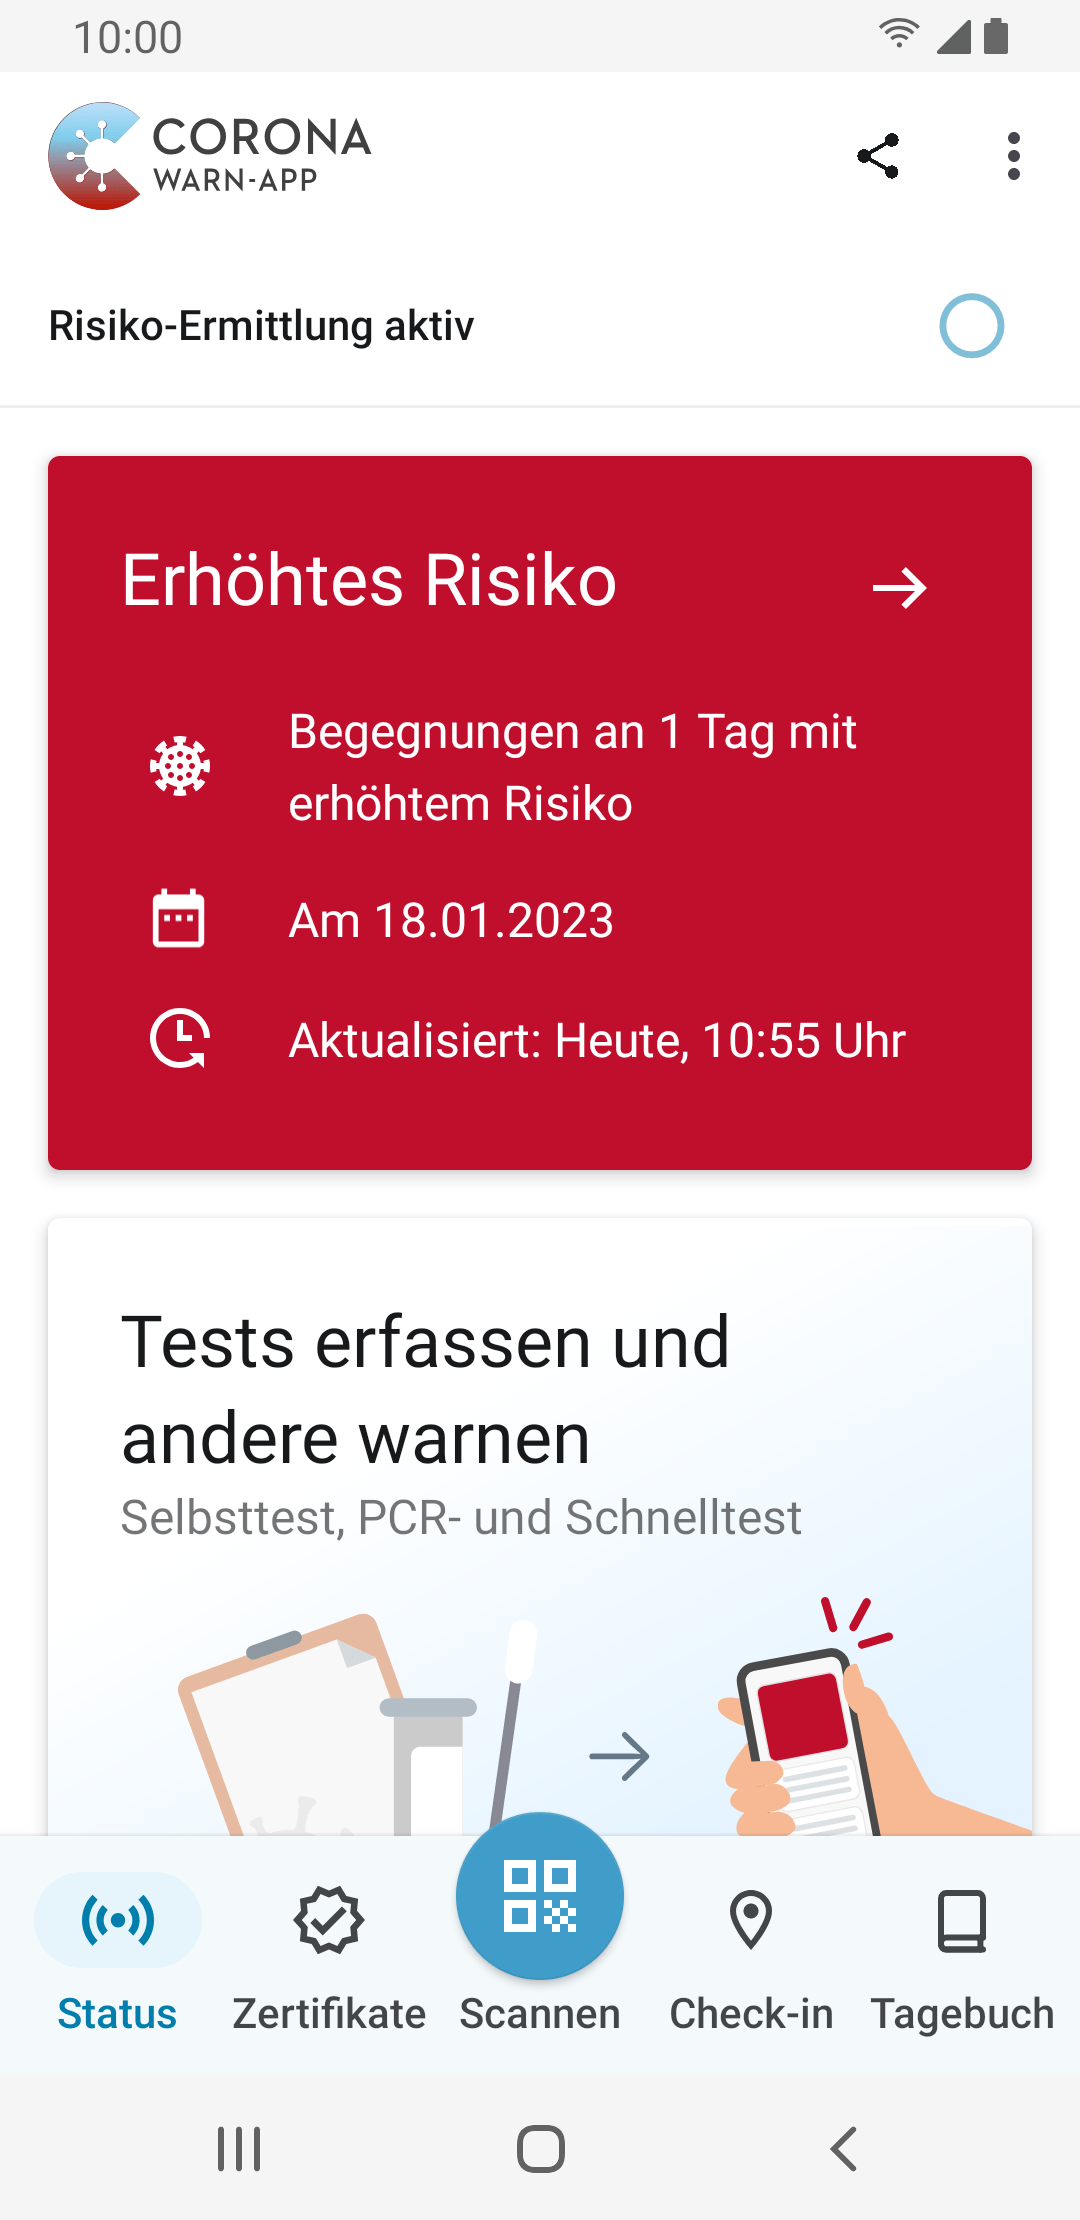 10:00
CORONA
WARN-APP
Risiko-Ermittlung aktiv
Erhöhtes Risiko
Begegnungen an 1 Tag mit
erhöhtem Risiko
Am 18.01.2023
Aktualisiert: Heute, 10:55 Uhr
Tests erfassen und
andere warnen
Selbsttest, PCR- und Schnelltest
Status
Zertifikate
Scannen
Check-in
Tagebuch